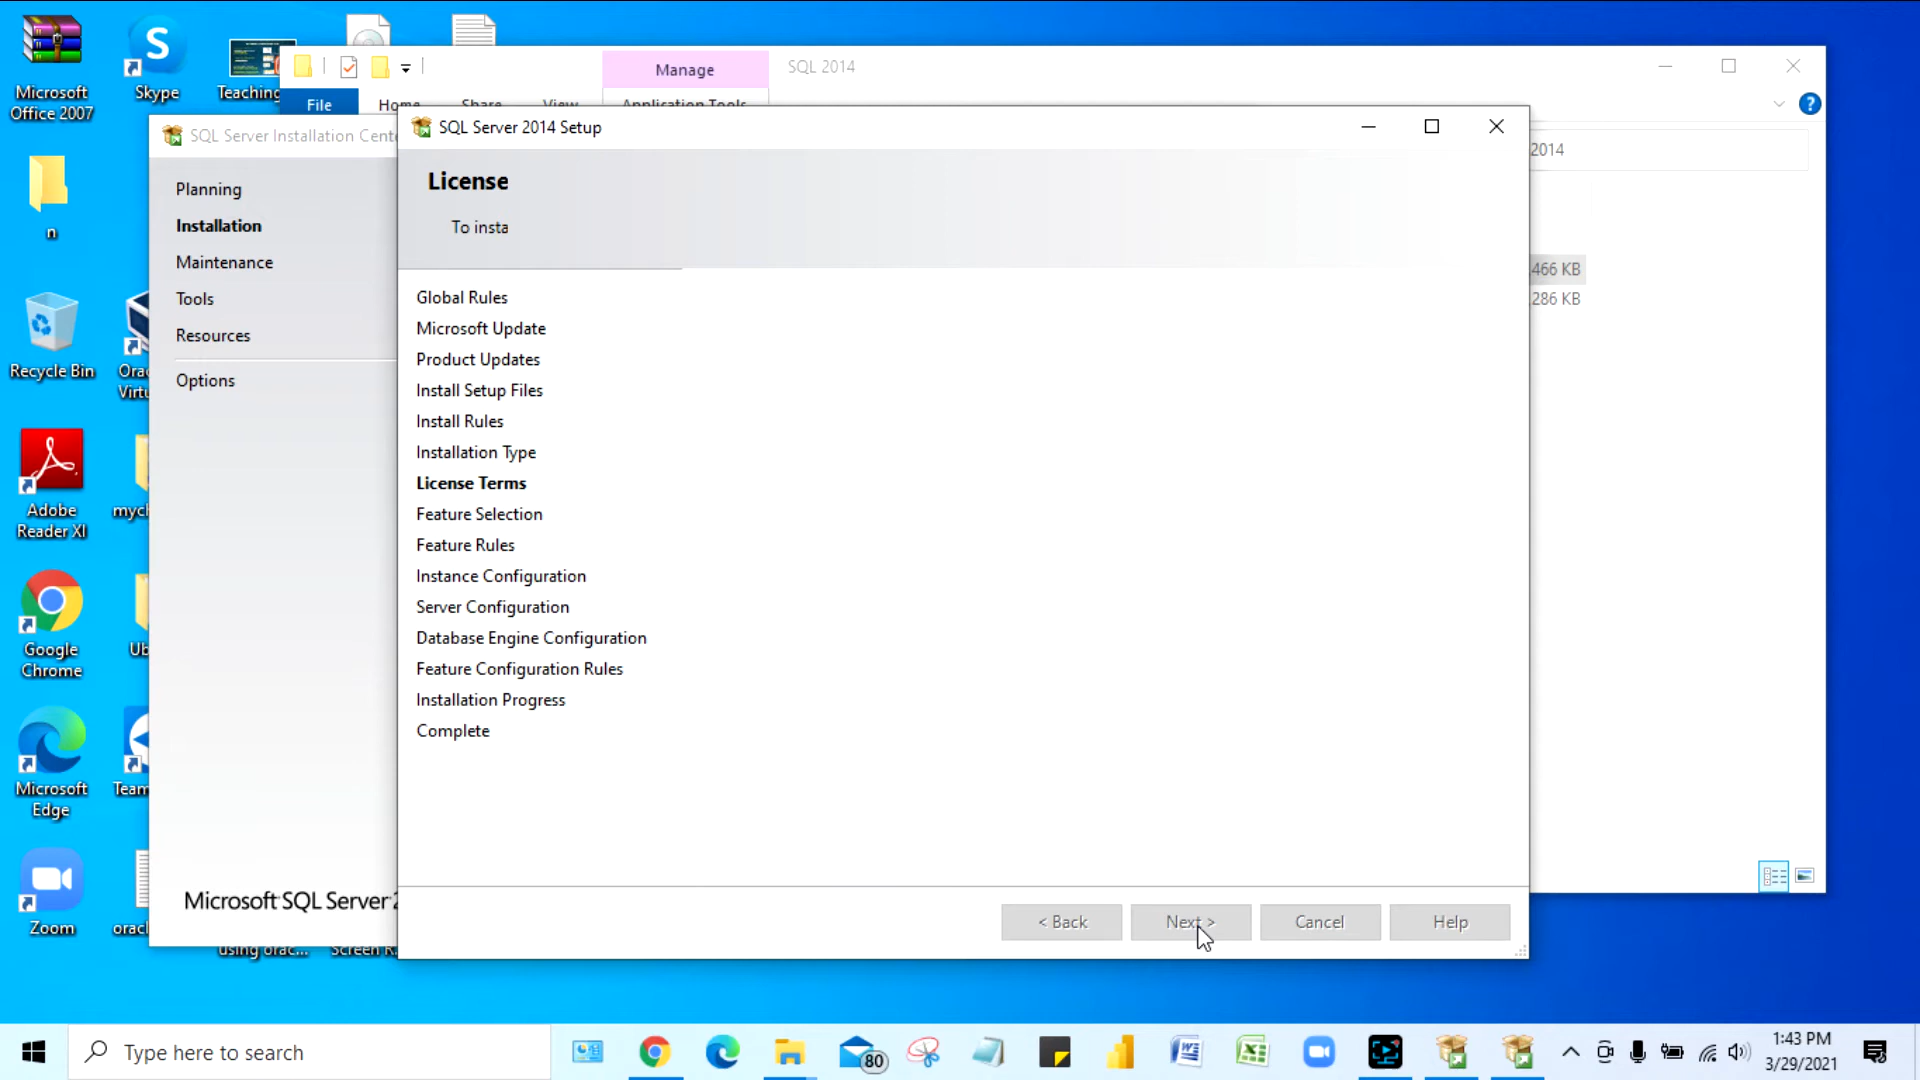 Microsoft
Office 2007
Skype
Teaching
n
Recycle Bin
Adobe
Reader XI
Google
Chrome
Microsoft
Edge
Zoom
Manage
SQL 2014
File
Home
Share
View
Application Tools
2014
466 KB
286 KB
SQL Server Installation Cente
Planning
Installation
Maintenance
Tools
Resources
Options
Microsoft SQL Server 2
SQL Server 2014 Setup
License
To insta
Global Rules
Microsoft Update
Product Updates
Install Setup Files
Install Rules
Installation Type
License Terms
Feature Selection
Feature Rules
Instance Configuration
Server Configuration
Database Engine Configuration
Feature Configuration Rules
Installation Progress
Complete
< Back
Next >
Cancel
Help
Type here to search
80
1:43 PM
3/29/2021